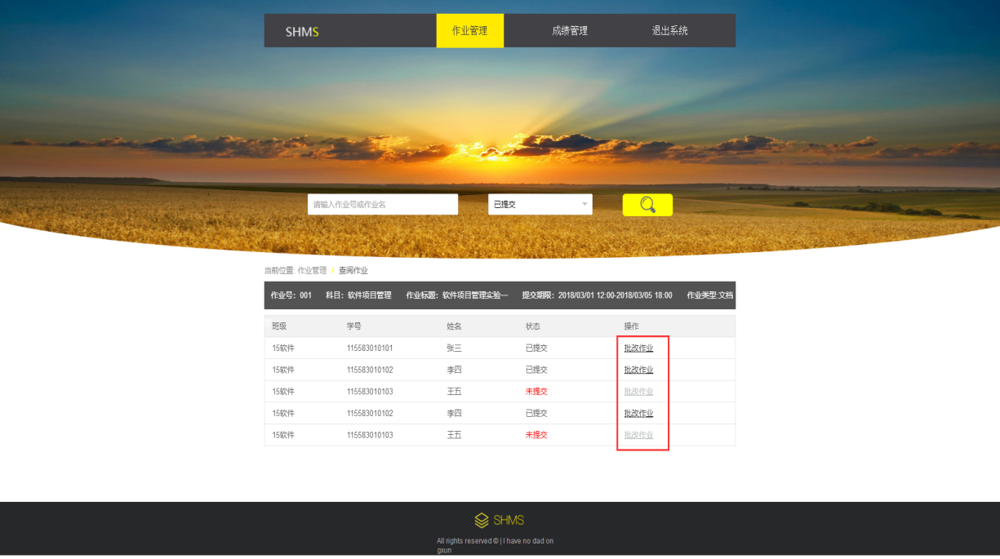 SHMS 作业管理 成绩管理 退出系统
请输入作业号或作业名 已提交
当前位置: 作业管理 / 查阅作业
作业号：001 科目：软件项目管理 作业标题：软件项目管理实验一 提交期限：2018/03/01 12:00-2018/03/05 18:00 作业类型:文档
班级 学号 姓名 状态 操作
15软件 115583010101 张三 已提交 批改作业
15软件 115583010102 李四 已提交 批改作业
15软件 115583010103 王五 未提交 批改作业
15软件 115583010102 李四 已提交 批改作业
15软件 115583010103 王五 未提交 批改作业
SHMS
All rights reserved © | I have no dad on
gxun